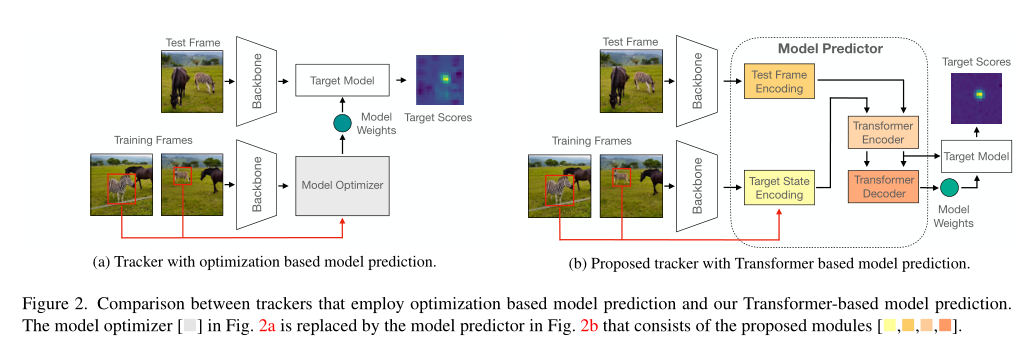 Test Frame
Backbone
Target Model
Target Scores
Model
Weights
Training Frames
Backbone
Model Optimizer
(a) Tracker with optimization based model prediction.
Test Frame
Backbone
Model Predictor
Test Frame
Encoding
Target Scores
Transformer
Encoder
Training Frames
Backbone
Target State
Encoding
Transformer
Decoder
Target Model
Model
Weights
(b) Proposed tracker with Transformer based model prediction.
Figure 2. Comparison between trackers that employ optimization based model prediction and our Transformer-based model prediction.
The model optimizer [ ] in Fig. 2a is replaced by the model predictor in Fig. 2b that consists of the proposed modules [ , , , ].